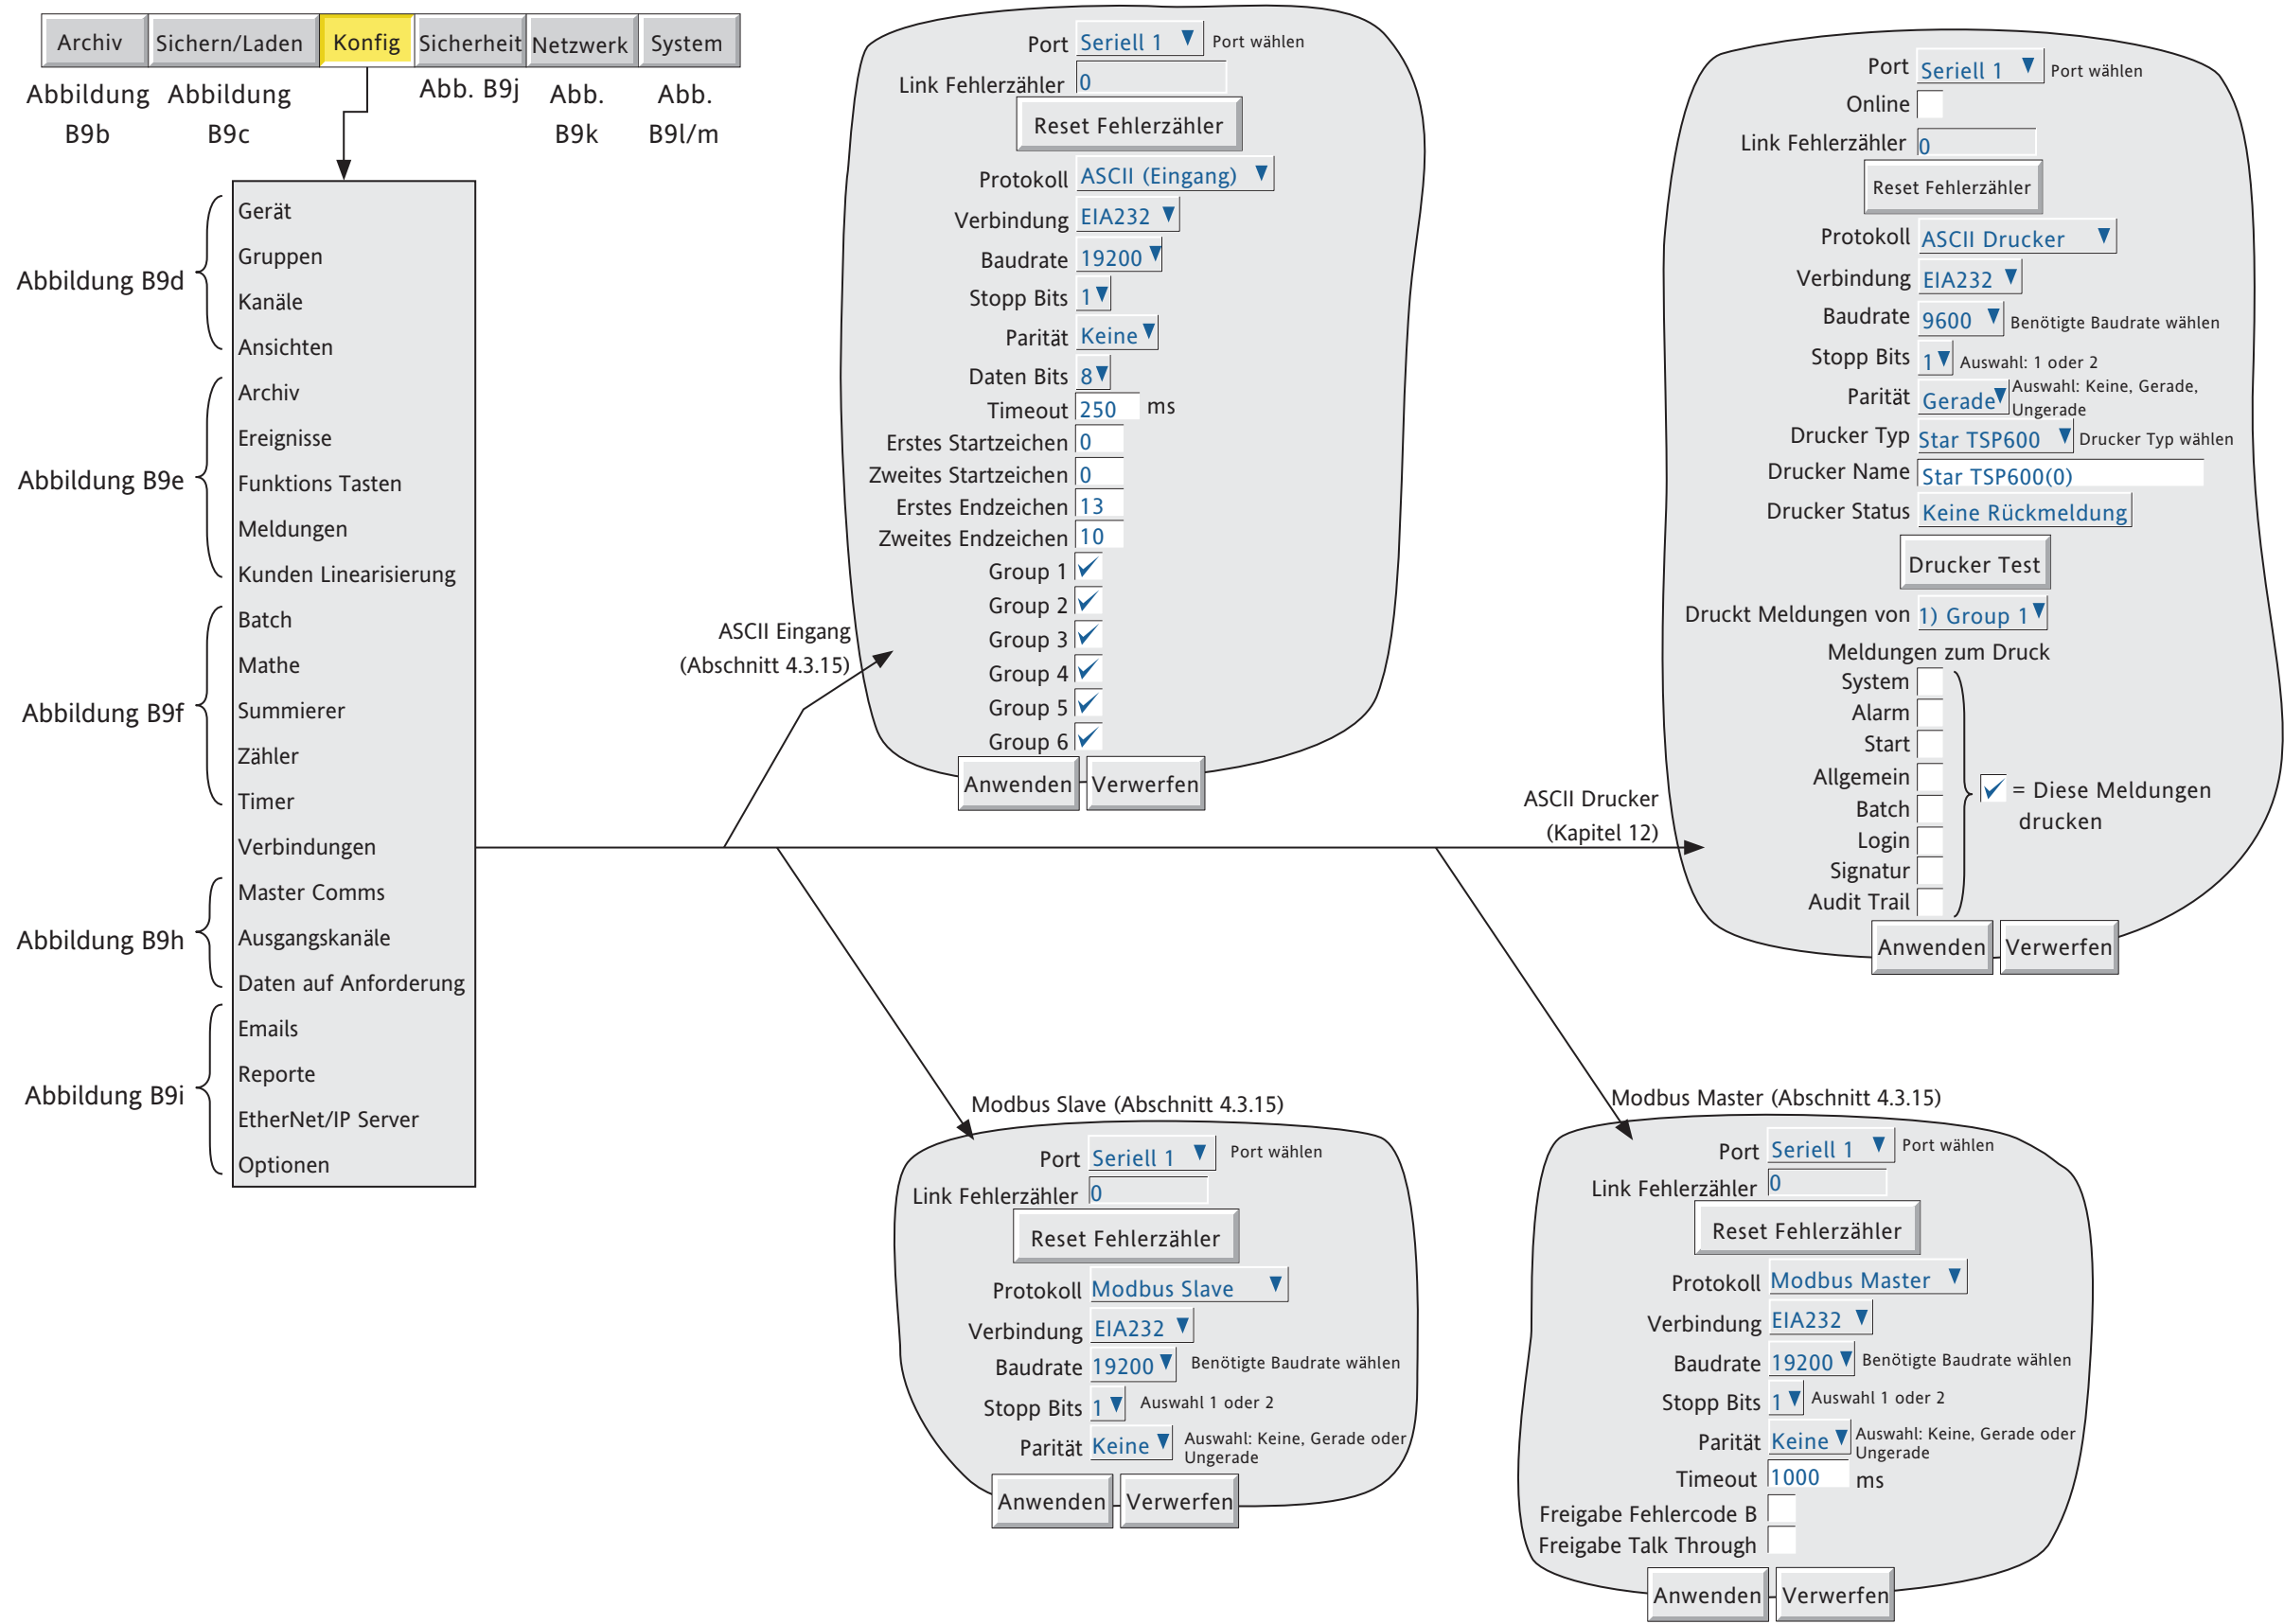 Archiv
Sichern/Laden
Konfig
Sicherheit
Netzwerk
System
Abbildung
B9b
Abbildung
B9c
Abb. B9j
Abb.
B9k
Abb.
B9l/m
Abbildung B9d
Gerät
Gruppen
Kanäle
Ansichten
Abbildung B9e
Archiv
Ereignisse
Funktions Tasten
Meldungen
Kunden Linearisierung
Abbildung B9f
Batch
Mathe
Summierer
Zähler
Timer
Verbindungen
Abbildung B9h
Master Comms
Ausgangskanäle
Daten auf Anforderung
Abbildung B9i
Emails
Reporte
EtherNet/IP Server
Optionen
ASCII Eingang
(Abschnitt 4.3.15)
Port Seriell 1 Port wählen
Link Fehlerzähler 0
Reset Fehlerzähler
Protokoll ASCII (Eingang)
Verbindung EIA232
Baudrate 19200
Stopp Bits 1
Parität Keine
Daten Bits 8
Timeout 250 ms
Erstes Startzeichen 0
Zweites Startzeichen 0
Erstes Endzeichen 13
Zweites Endzeichen 10
Group 1
Group 2
Group 3
Group 4
Group 5
Group 6
Anwenden Verwerfen
ASCII Drucker
(Kapitel 12)
Port Seriell 1 Port wählen
Online
Link Fehlerzähler 0
Reset Fehlerzähler
Protokoll ASCII Drucker
Verbindung EIA232
Baudrate 9600 Benötigte Baudrate wählen
Stopp Bits 1 Auswahl: 1 oder 2
Parität Gerade Auswahl: Keine, Gerade,
Ungerade
Drucker Typ Star TSP600 Drucker Typ wählen
Drucker Name Star TSP600(0)
Drucker Status Keine Rückmeldung
Drucker Test
Druckt Meldungen von 1) Group 1
Meldungen zum Druck
System
Alarm
Start
Allgemein
Batch
Login
Signatur
Audit Trail
= Diese Meldungen
drucken
Anwenden Verwerfen
Modbus Slave (Abschnitt 4.3.15)
Port Seriell 1 Port wählen
Link Fehlerzähler 0
Reset Fehlerzähler
Protokoll Modbus Slave
Verbindung EIA232
Baudrate 19200 Benötigte Baudrate wählen
Stopp Bits 1 Auswahl 1 oder 2
Parität Keine Auswahl: Keine, Gerade oder
Ungerade
Anwenden Verwerfen
Modbus Master (Abschnitt 4.3.15)
Port Seriell 1 Port wählen
Link Fehlerzähler 0
Reset Fehlerzähler
Protokoll Modbus Master
Verbindung EIA232
Baudrate 19200 Benötigte Baudrate wählen
Stopp Bits 1 Auswahl 1 oder 2
Parität Keine Auswahl: Keine, Gerade oder
Ungerade
Timeout 1000 ms
Freigabe Fehlercode B
Freigabe Talk Through
Anwenden Verwerfen